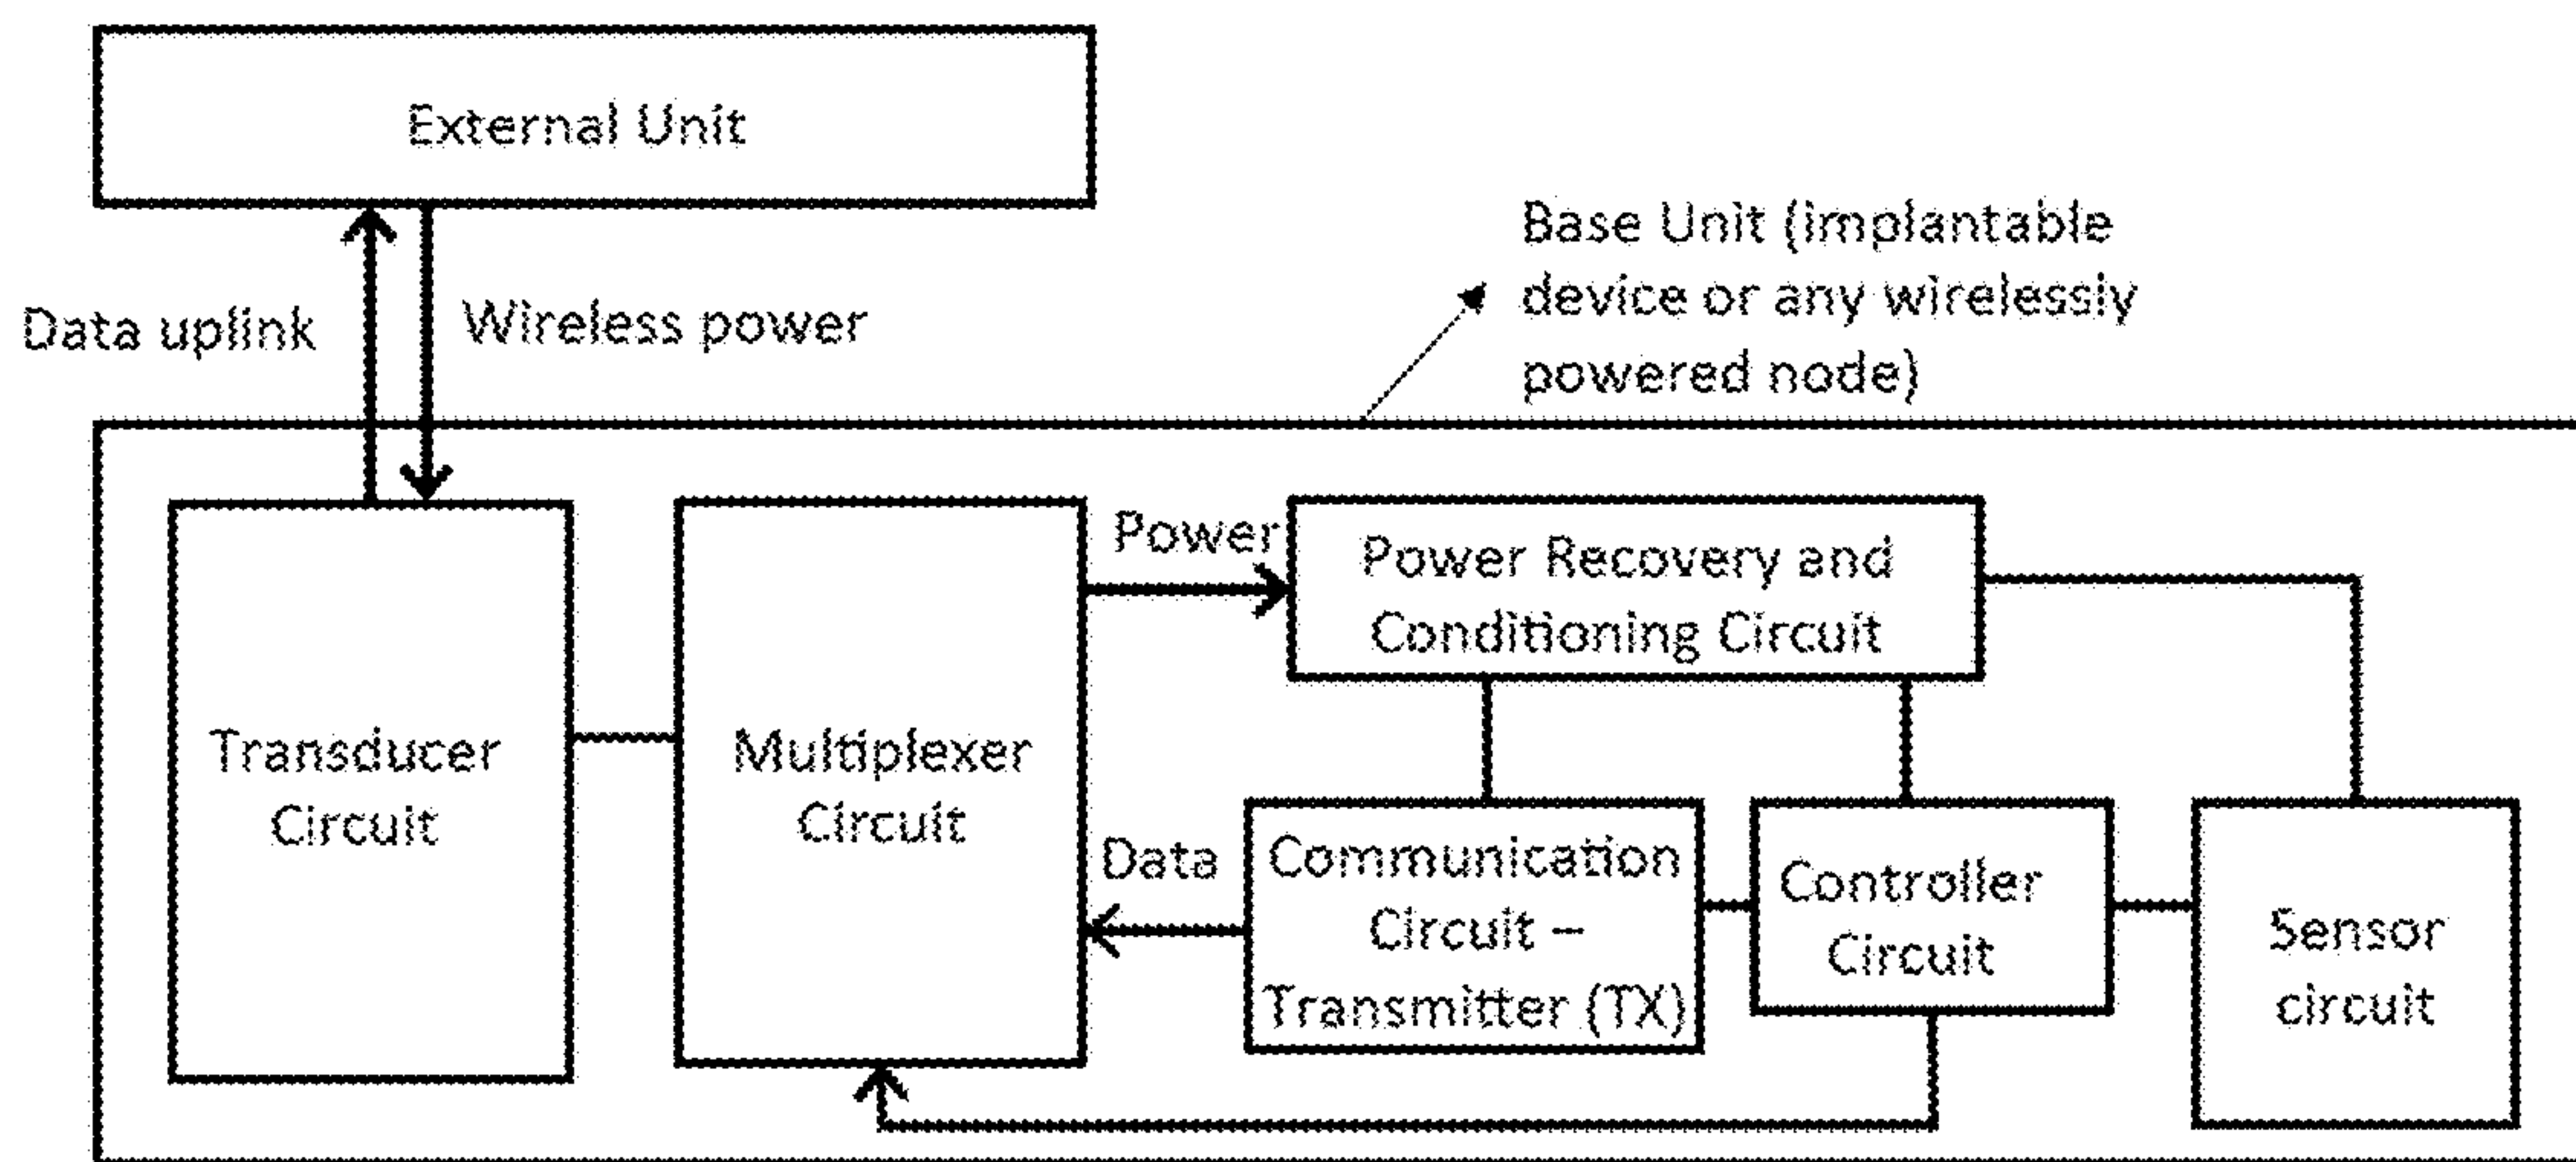 External Unit
Data uplink
Wireless power
Base Unit (implantable
device or any wirelessly
powered node)
Transducer
Circuit
Multiplexer
Circuit
Power
Power Recovery and
Conditioning Circuit
Data
Communication
Circuit –
Transmitter (TX)
Controller
Circuit
Sensor
circuit